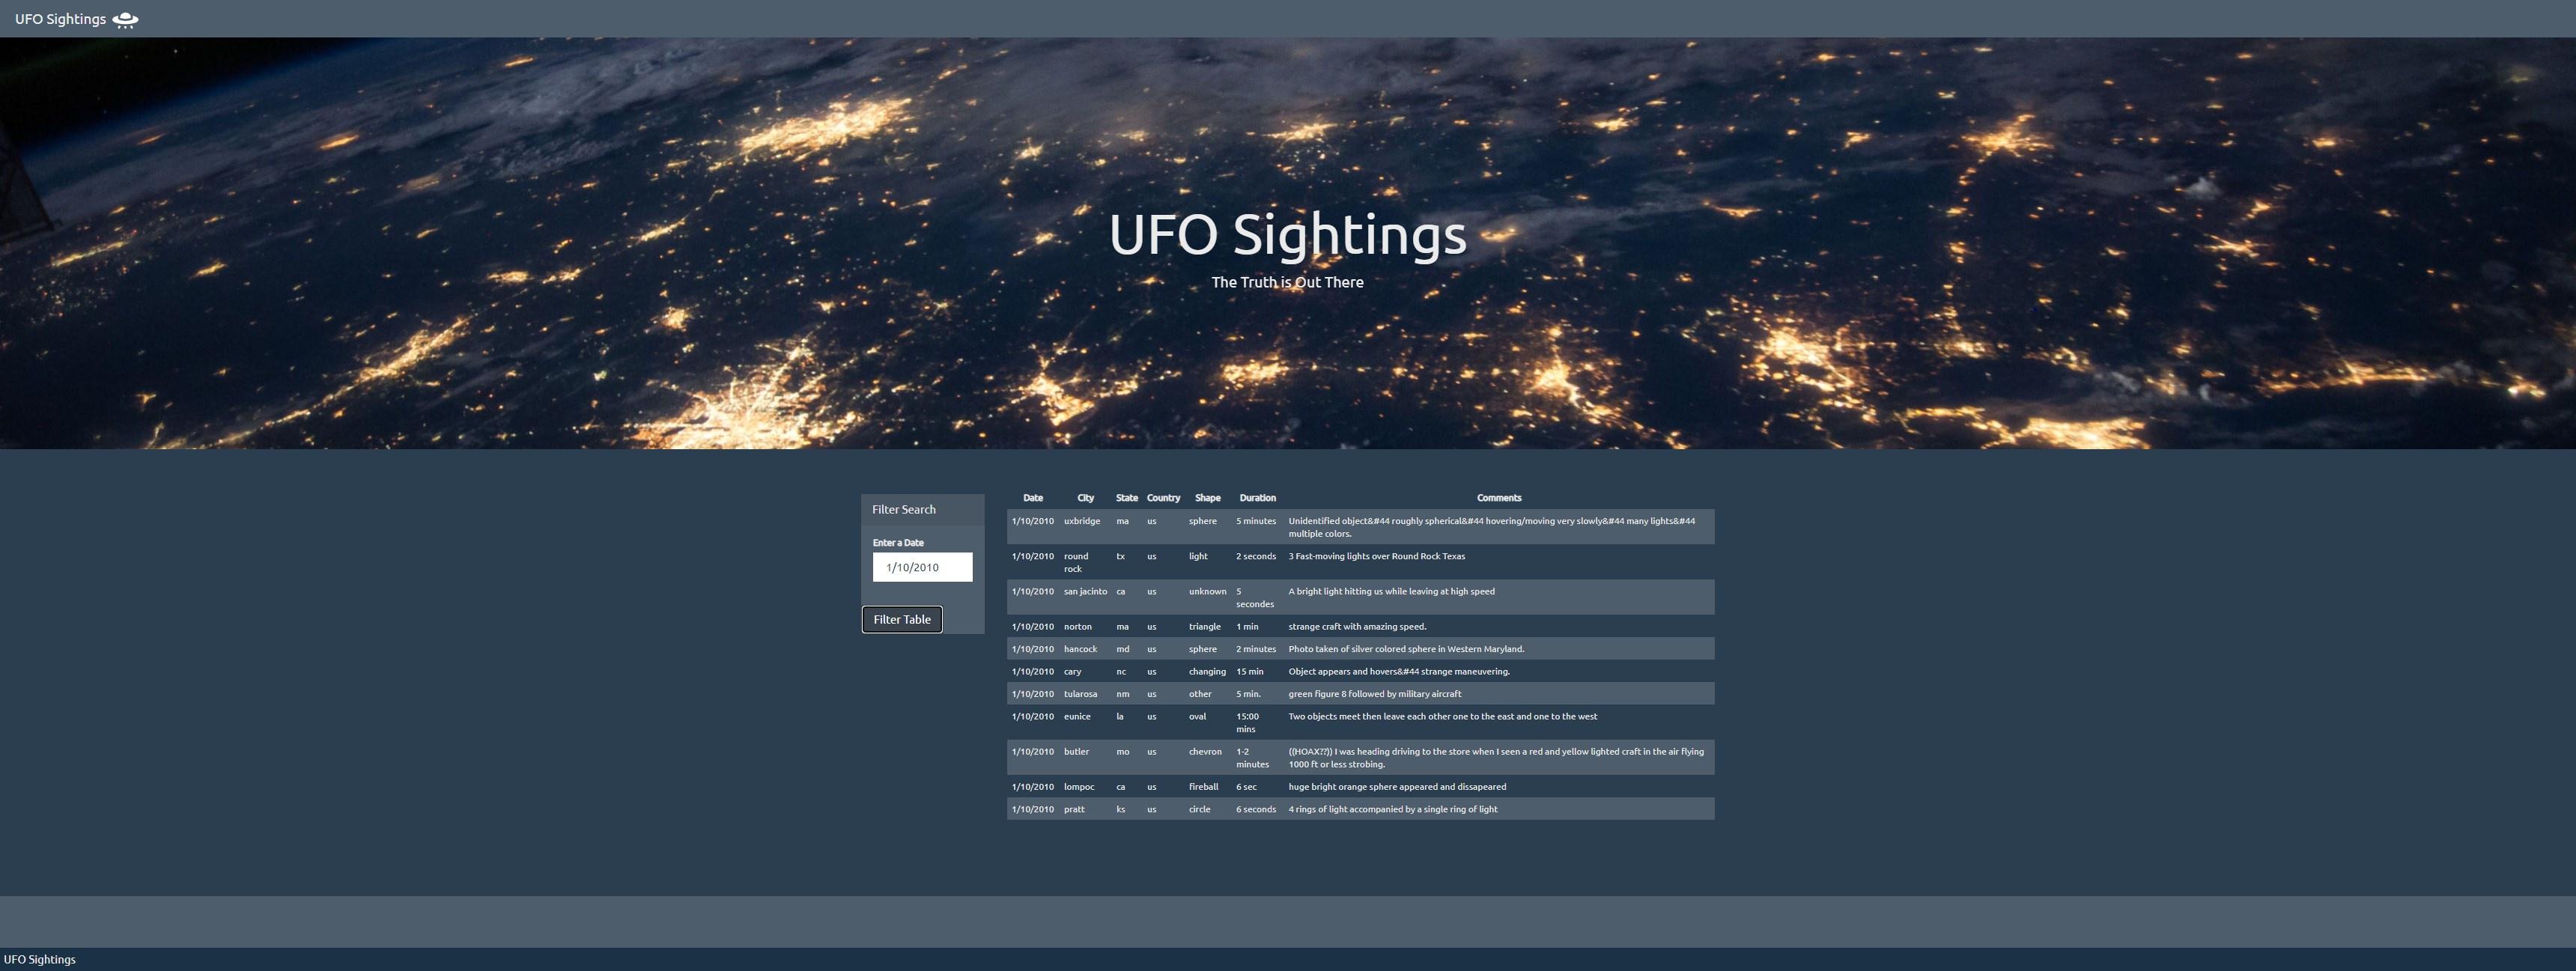 UFO Sightings
UFO Sightings
The Truth is Out There
Filter Search
Enter a Date
1/10/2010
Filter Table
Date City State Country Shape Duration Comments
1/10/2010 uxbridge ma us sphere 5 minutes Unidentified object&#44 roughly spherical&#44 hovering/moving very slowly&#44 many lights&#44
multiple colors.
1/10/2010 round tx us light 2 seconds 3 Fast-moving lights over Round Rock Texas
rock
1/10/2010 san jacinto ca us unknown 5 A bright light hitting us while leaving at high speed
secondes
1/10/2010 norton ma us triangle 1 min strange craft with amazing speed.
1/10/2010 hancock md us sphere 2 minutes Photo taken of silver colored sphere in Western Maryland.
1/10/2010 cary nc us changing 15 min Object appears and hovers&#44 strange maneuvering.
1/10/2010 tularosa nm us other 5 min. green figure 8 followed by military aircraft
1/10/2010 eunice la us oval 15:00 Two objects meet then leave each other one to the east and one to the west
mins
1/10/2010 butler mo us chevron 1-2 ((HOAX??)) I was heading driving to the store when I seen a red and yellow lighted craft in the air flying
minutes 1000 ft or less strobing.
1/10/2010 lompoc ca us fireball 6 sec huge bright orange sphere appeared and dissapeared
1/10/2010 pratt ks us circle 6 seconds 4 rings of light accompanied by a single ring of light
UFO Sightings